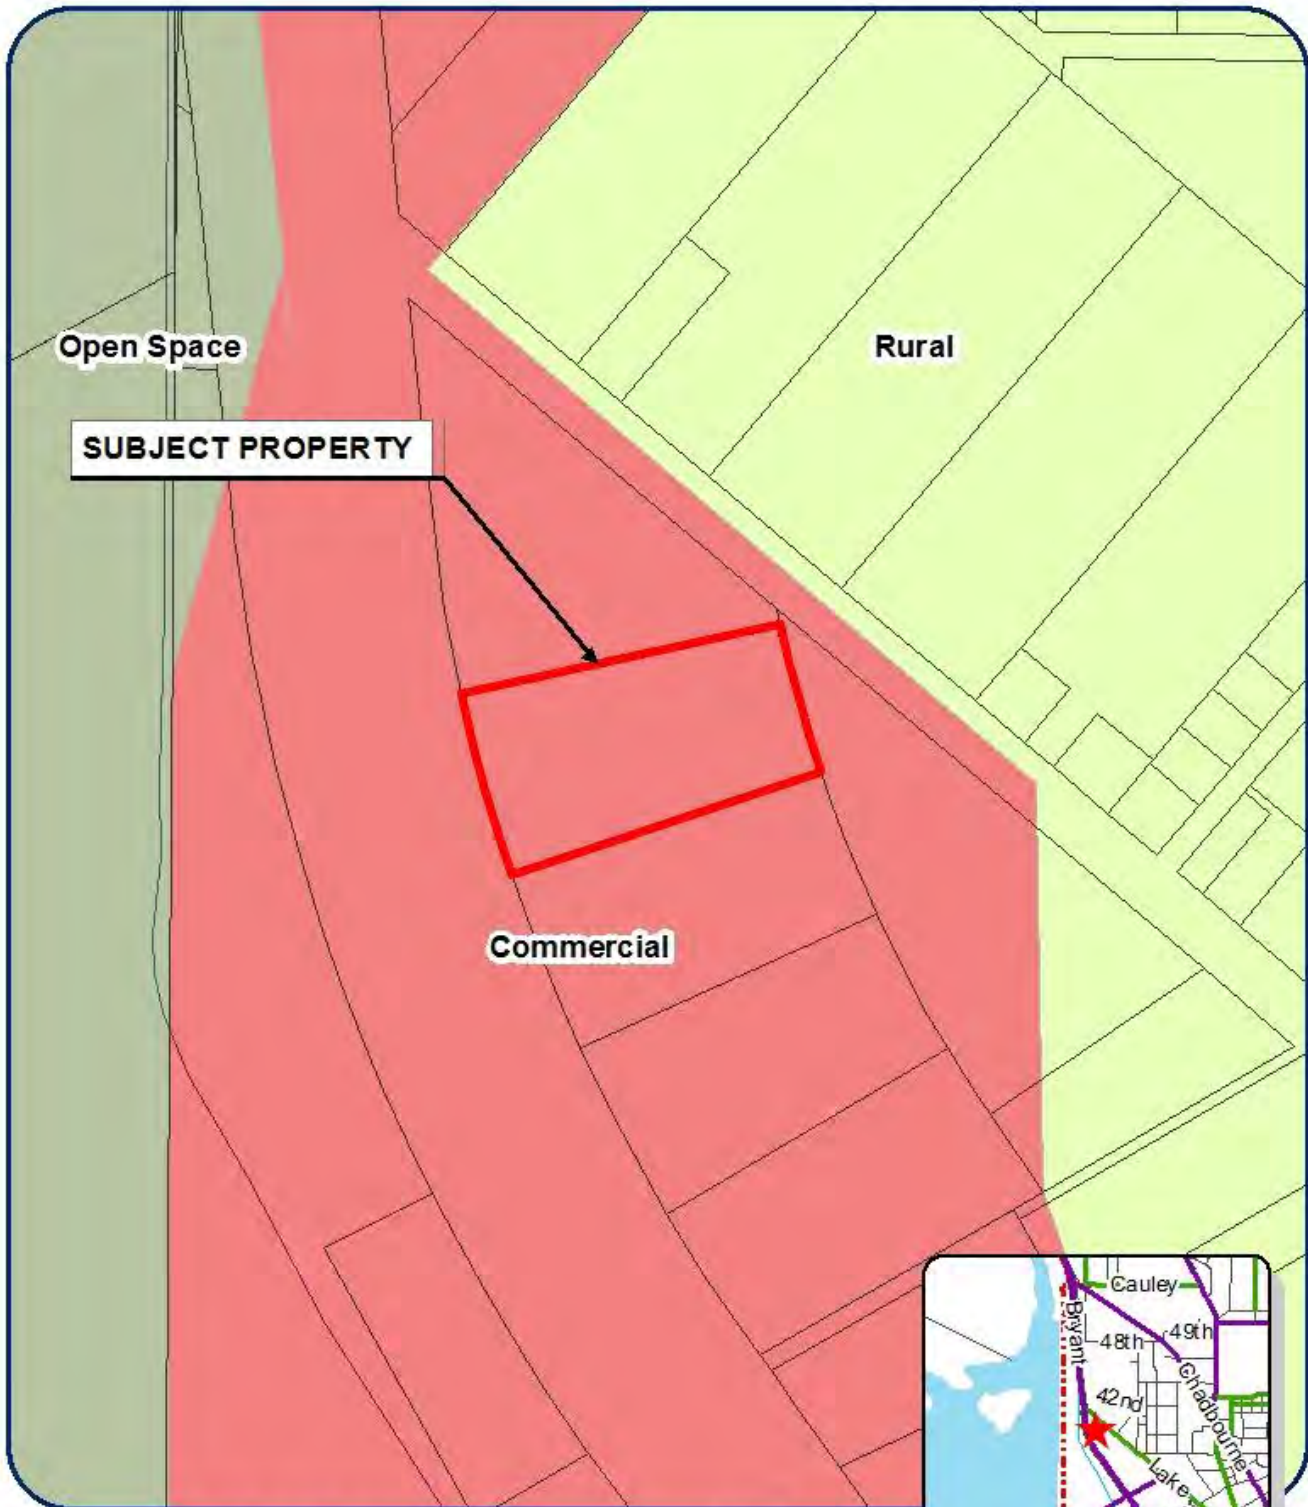 Open Space
Rural
SUBJECT PROPERTY
Commercial
Cauley
Bryant
48th
49th
Chadbourne
42nd
Lake